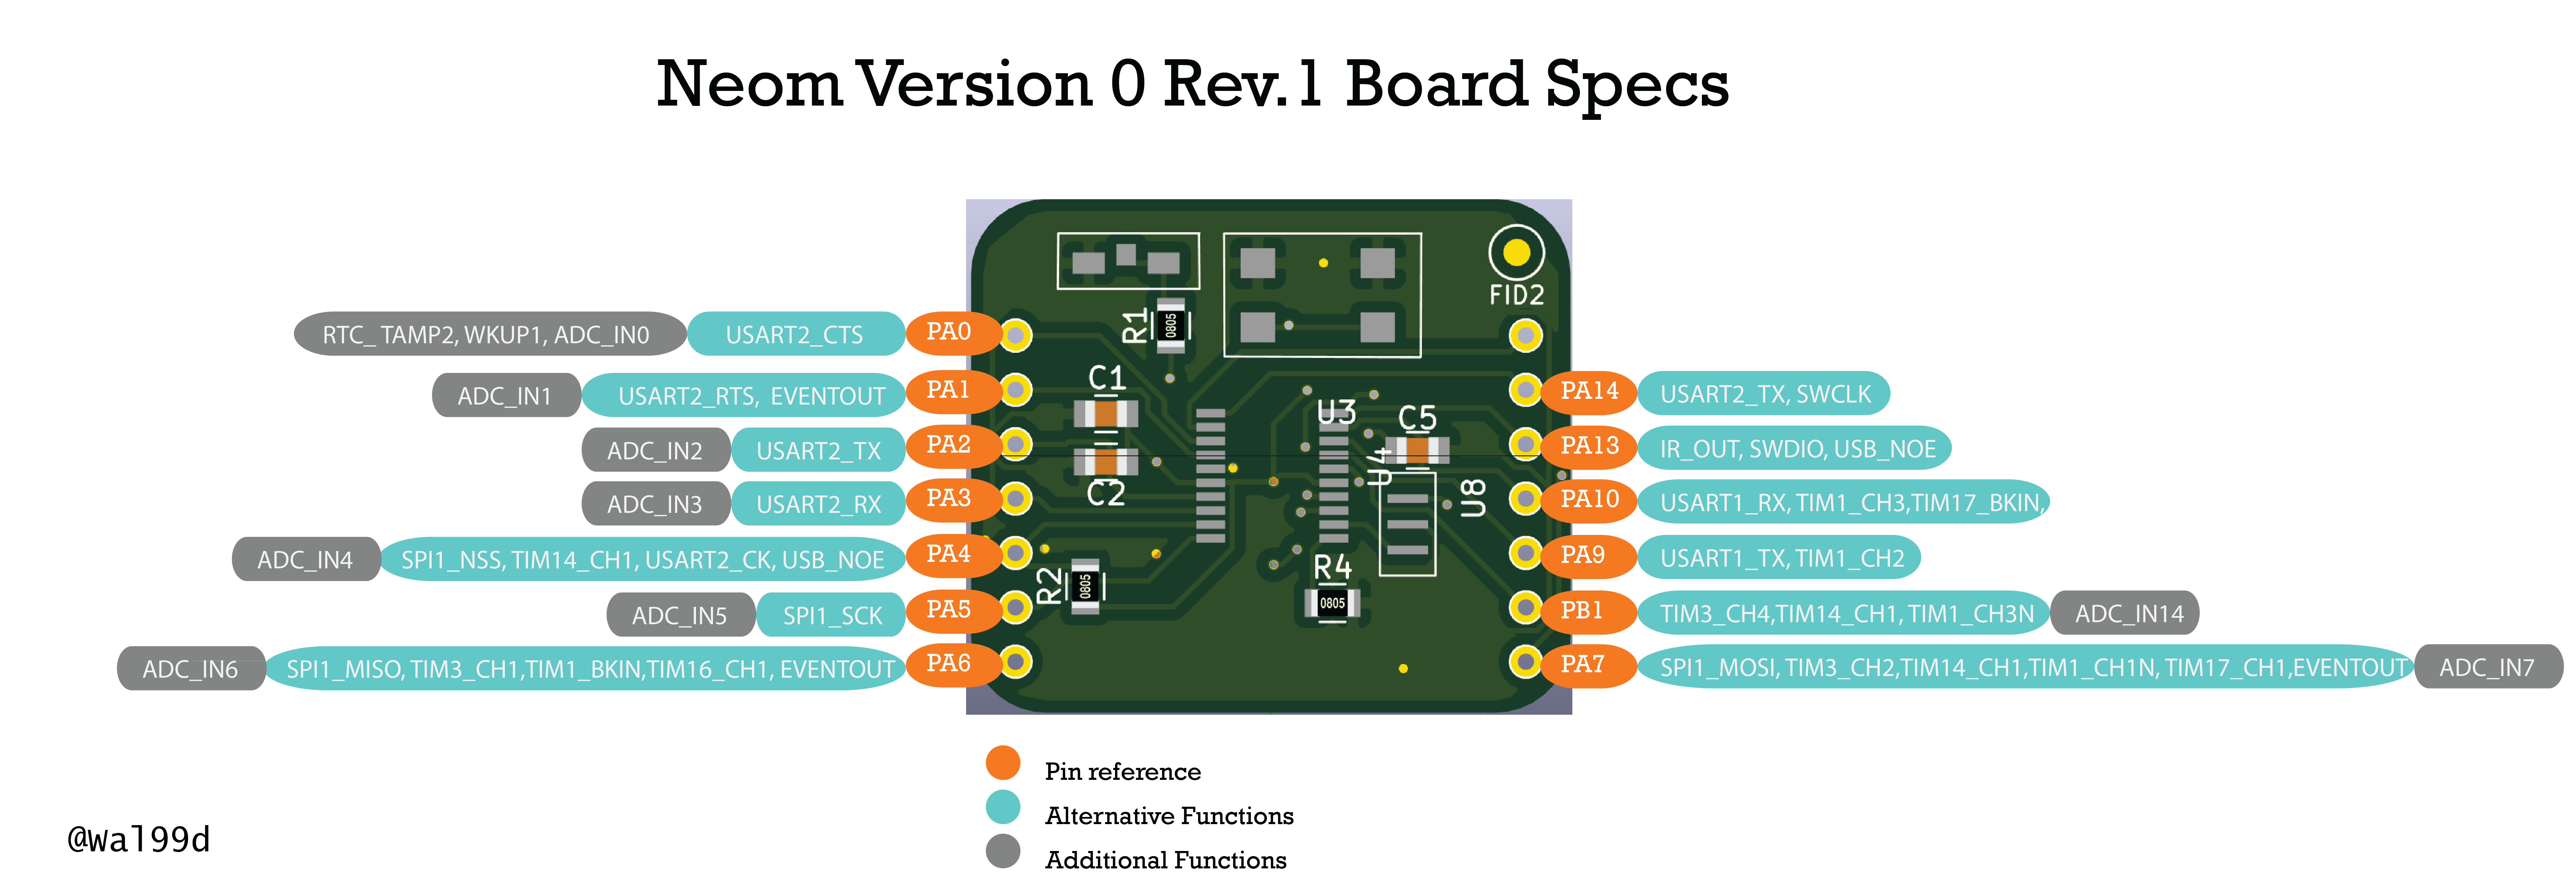 Neom Version 0 Rev.1 Board Specs
FID2
RTC_TAMP2, WKUP1, ADC_IN0 USART2_CTS PA0
R1 0805
ADC_IN1 USART2_RTS, EVENTOUT PA1
C1
PA14 USART2_TX, SWCLK
U3 C5
ADC_IN2 USART2_TX PA2
PA13 IR_OUT, SWDIO, USB_NOE
U4
C2
U8
ADC_IN3 USART2_RX PA3
PA10 USART1_RX, TIM1_CH3,TIM17_BKIN,
ADC_IN4 SPI1_NSS, TIM14_CH1, USART2_CK, USB_NOE PA4
PA9 USART1_TX, TIM1_CH2
R2 0805
R4
0805
ADC_IN5 SPI1_SCK PA5
PB1 TIM3_CH4,TIM14_CH1, TIM1_CH3N ADC_IN14
ADC_IN6 SPI1_MISO, TIM3_CH1,TIM1_BKIN,TIM16_CH1, EVENTOUT PA6
PA7 SPI1_MOSI, TIM3_CH2,TIM14_CH1,TIM1_CH1N, TIM17_CH1,EVENTOUT ADC_IN7
Pin reference
Alternative Functions
Additional Functions
@wal99d